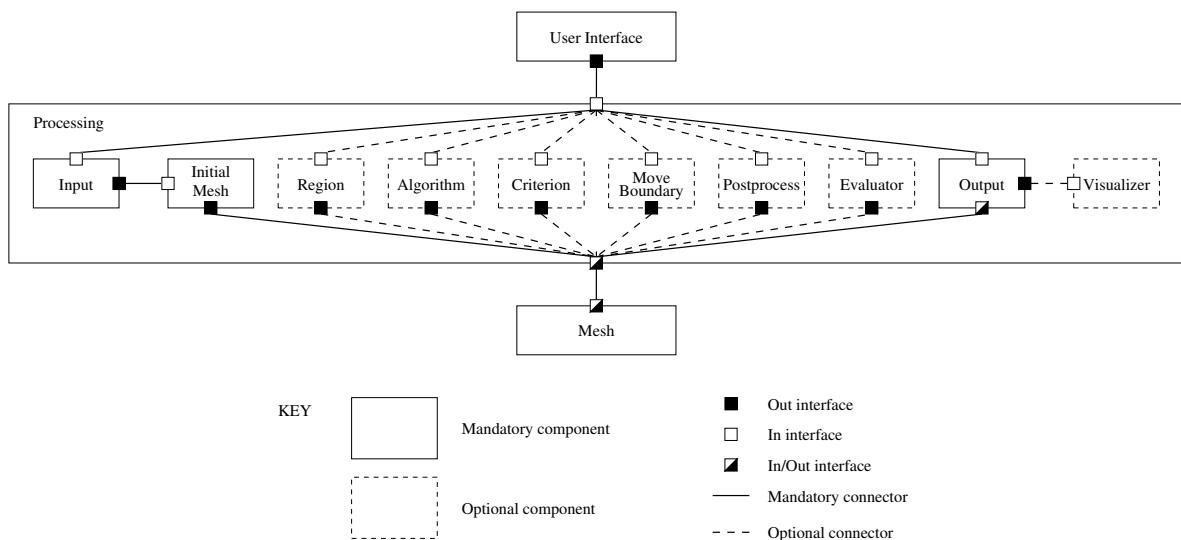 User Interface
Processing
Input
Initial
Mesh
Region
Algorithm
Criterion
Move
Boundary
Postprocess
Evaluator
Output
Visualizer
Mesh
KEY
Mandatory component
Optional component
Out interface
In interface
In/Out interface
Mandatory connector
Optional connector